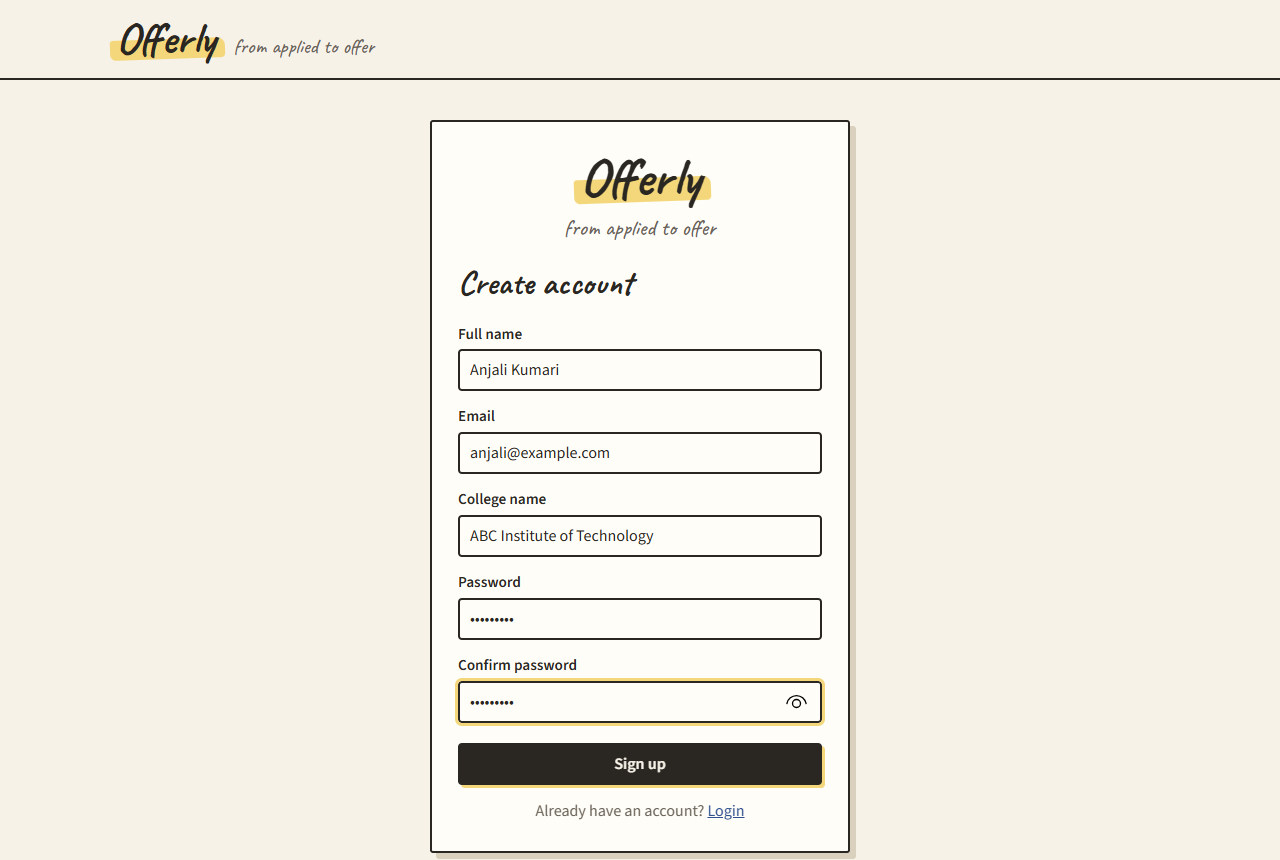 Offerly from applied to offer
Offerly
from applied to offer
Create account
Full name
Anjali Kumari
Email
anjali@example.com
College name
ABC Institute of Technology
Password
•••••••••
Confirm password
•••••••••
Sign up
Already have an account? Login